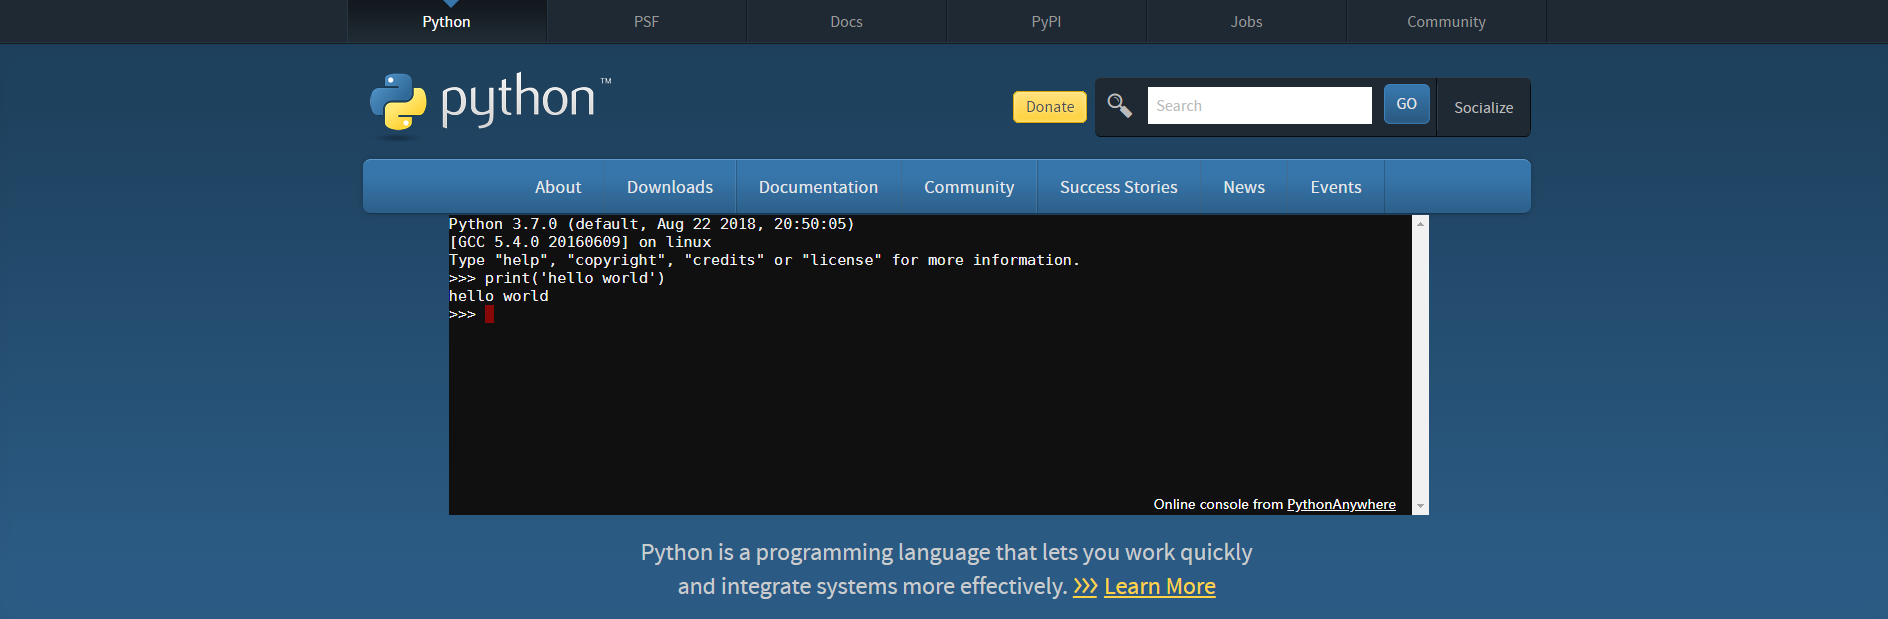 Python PSF Docs PyPI Jobs Community
python™
Donate Search GO Socialize
About Downloads Documentation Community Success Stories News Events
Python 3.7.0 (default, Aug 22 2018, 20:50:05)
[GCC 5.4.0 20160609] on linux
Type "help", "copyright", "credits" or "license" for more information.
>>> print('hello world')
hello world
>>>
Online console from PythonAnywhere
Python is a programming language that lets you work quickly
and integrate systems more effectively. >>> Learn More